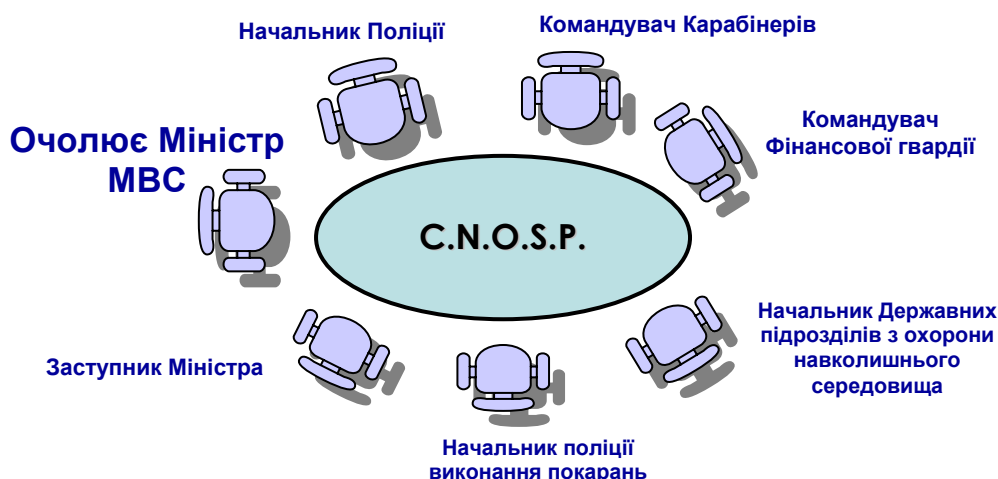 Начальник Поліції
Командувач Карабінерів
Очолює Міністр
МВС
Командувач
Фінансової гвардії
C.N.O.S.P.
Начальник Державних
підрозділів з охорони
навколишнього
середовища
Заступник Міністра
Начальник поліції
виконання покарань